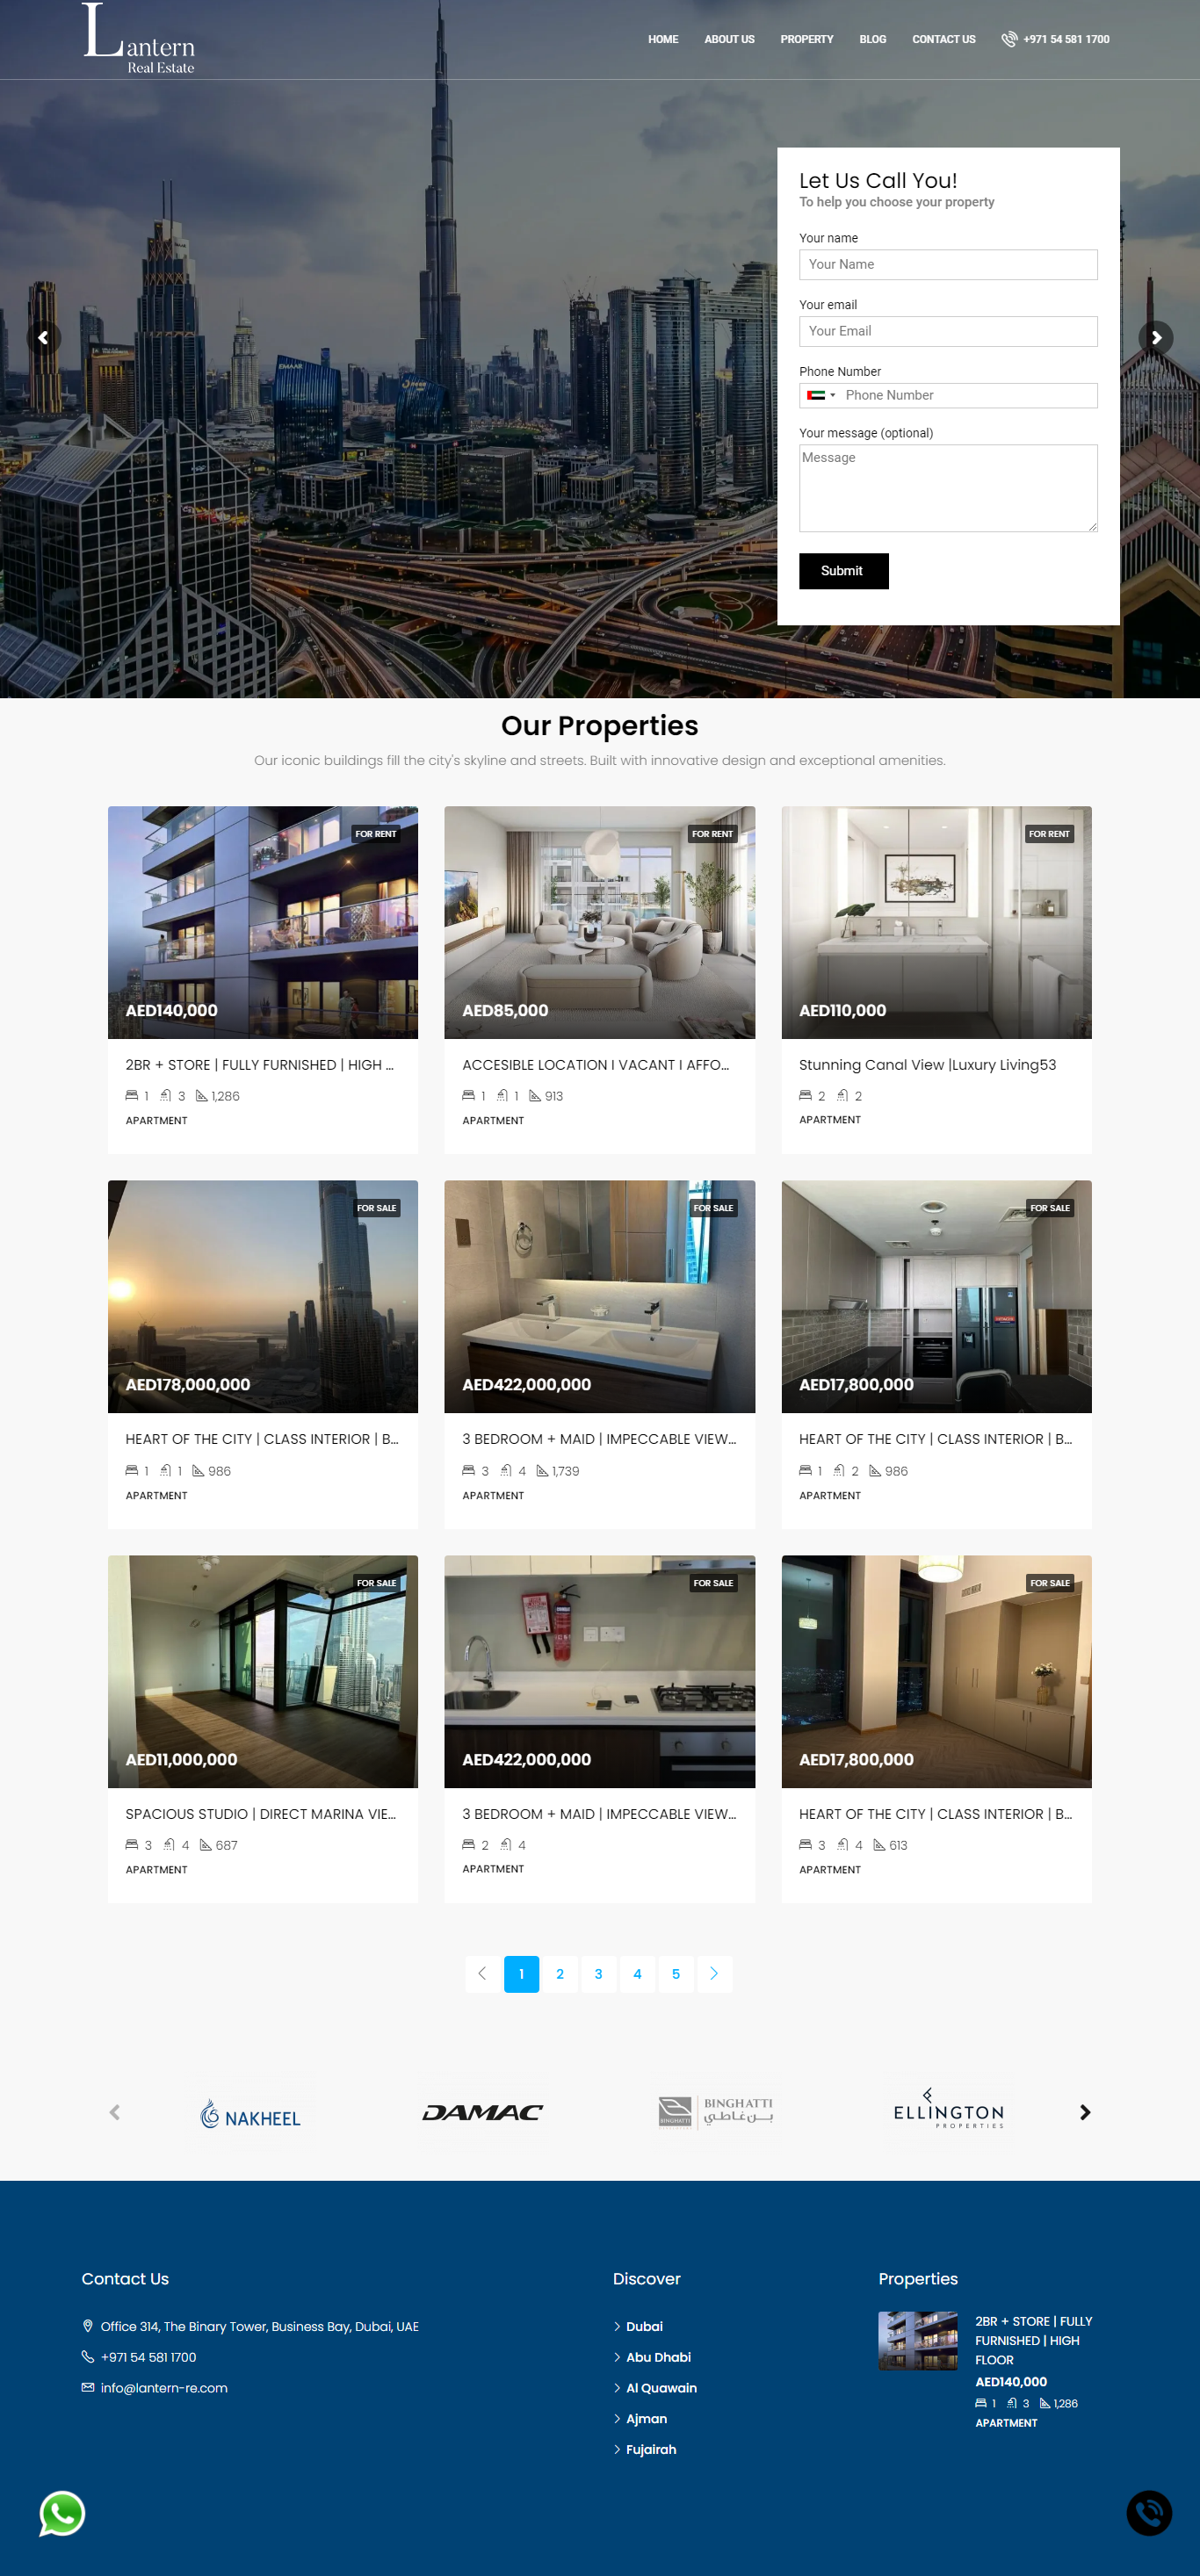 Lantern
Real Estate
HOME ABOUT US PROPERTY BLOG CONTACT US +971 54 581 1700
Let Us Call You!
To help you choose your property
Your name
Your Name
Your email
Your Email
Phone Number
Phone Number
Your message (optional)
Message
Submit
EMAAR
Our Properties
Our iconic buildings fill the city's skyline and streets. Built with innovative design and exceptional amenities.
FOR RENT
AED140,000
2BR + STORE | FULLY FURNISHED | HIGH ...
1 3 1,286
APARTMENT
FOR RENT
AED85,000
ACCESIBLE LOCATION I VACANT I AFFO...
1 1 913
APARTMENT
FOR RENT
AED110,000
Stunning Canal View |Luxury Living53
2 2
APARTMENT
FOR SALE
AED178,000,000
HEART OF THE CITY | CLASS INTERIOR | B...
1 1 986
APARTMENT
FOR SALE
AED422,000,000
3 BEDROOM + MAID | IMPECCABLE VIEW...
3 4 1,739
APARTMENT
FOR SALE
AED17,800,000
HEART OF THE CITY | CLASS INTERIOR | B...
1 2 986
APARTMENT
FOR SALE
AED11,000,000
SPACIOUS STUDIO | DIRECT MARINA VIE...
3 4 687
APARTMENT
FOR SALE
AED422,000,000
3 BEDROOM + MAID | IMPECCABLE VIEW...
2 4
APARTMENT
FOR SALE
AED17,800,000
HEART OF THE CITY | CLASS INTERIOR | B...
3 4 613
APARTMENT
1 2 3 4 5
NAKHEEL
DAMAC
BINGHATTI
BINGHATTI
بن غاطي
ELLINGTON
PROPERTIES
Contact Us
Office 314, The Binary Tower, Business Bay, Dubai, UAE
+971 54 581 1700
info@lantern-re.com
Discover
Dubai
Abu Dhabi
Al Quawain
Ajman
Fujairah
Properties
2BR + STORE | FULLY
FURNISHED | HIGH
FLOOR
AED140,000
1 3 1,286
APARTMENT